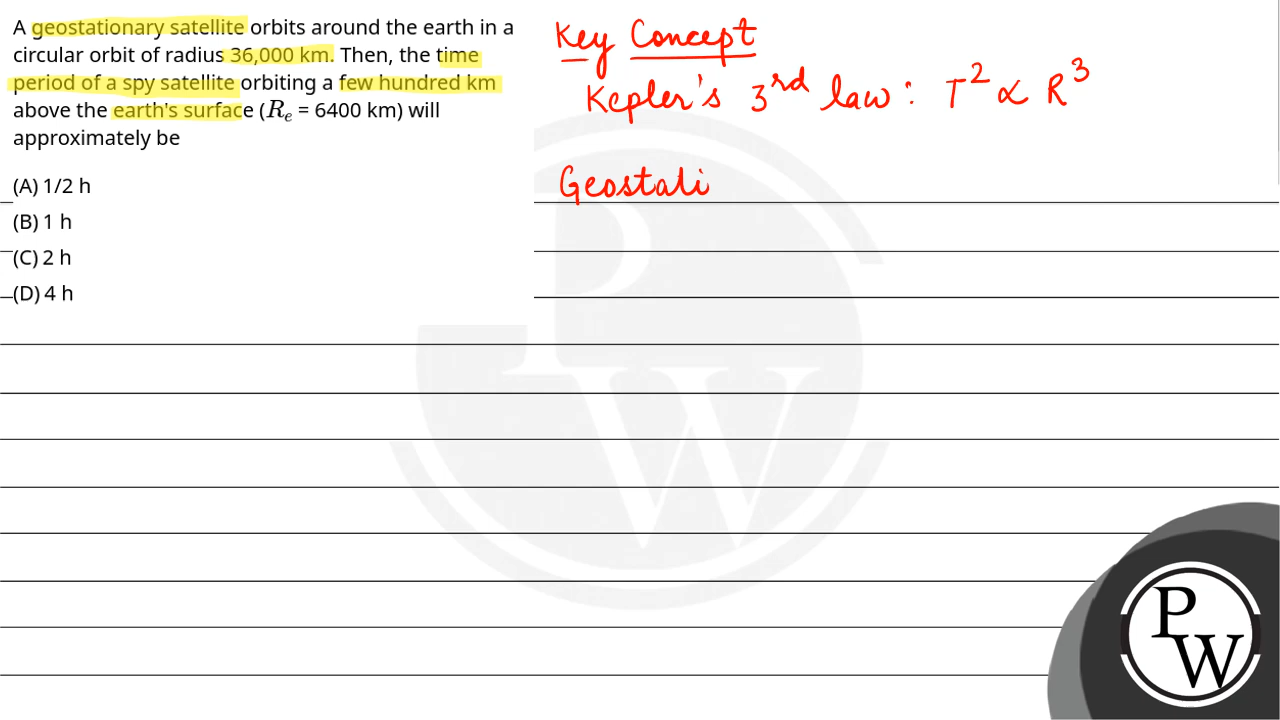 A geostationary satellite orbits around the earth in a
circular orbit of radius 36,000 km. Then, the time
period of a spy satellite orbiting a few hundred km
above the earth's surface (Rₑ = 6400 km) will
approximately be
(A) 1/2 h
(B) 1 h
(C) 2 h
(D) 4 h
Key Concept
Kepler's 3rd law: T² ∝ R³
Geostati
P
W
P
W